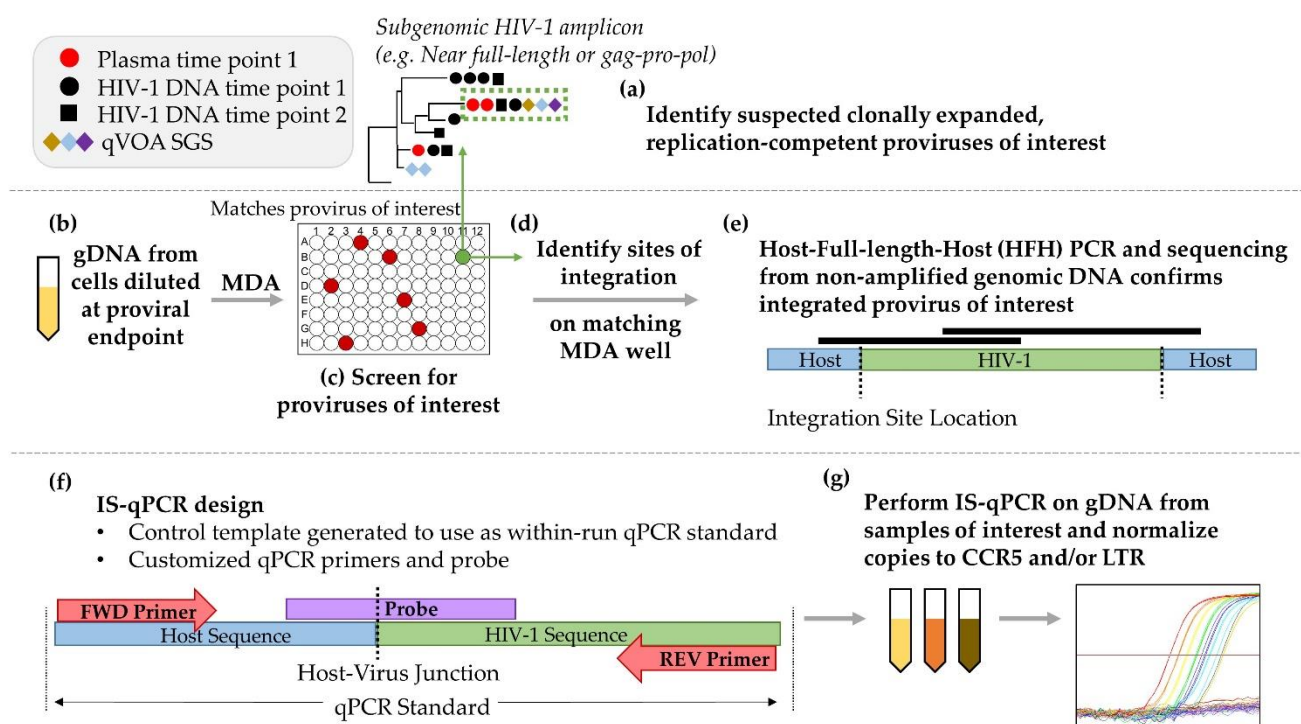 Subgenomic HIV-1 amplicon
(e.g. Near full-length or gag-pro-pol)
Plasma time point 1
HIV-1 DNA time point 1
HIV-1 DNA time point 2
qVOA SGS
(a)
Identify suspected clonally expanded,
replication-competent proviruses of interest
(b)
gDNA from
cells diluted
at proviral
endpoint
MDA
Matches provirus of interest
1 2 3 4 5 6 7 8 9 10 11 12
A
B
C
D
E
F
G
H
(c) Screen for
proviruses of interest
(d)
Identify sites of
integration
on matching
MDA well
(e)
Host-Full-length-Host (HFH) PCR and sequencing
from non-amplified genomic DNA confirms
integrated provirus of interest
Host HIV-1 Host
Integration Site Location
(f)
IS-qPCR design
• Control template generated to use as within-run qPCR standard
• Customized qPCR primers and probe
FWD Primer
Probe
Host Sequence HIV-1 Sequence
REV Primer
Host-Virus Junction
qPCR Standard
(g)
Perform IS-qPCR on gDNA from
samples of interest and normalize
copies to CCR5 and/or LTR